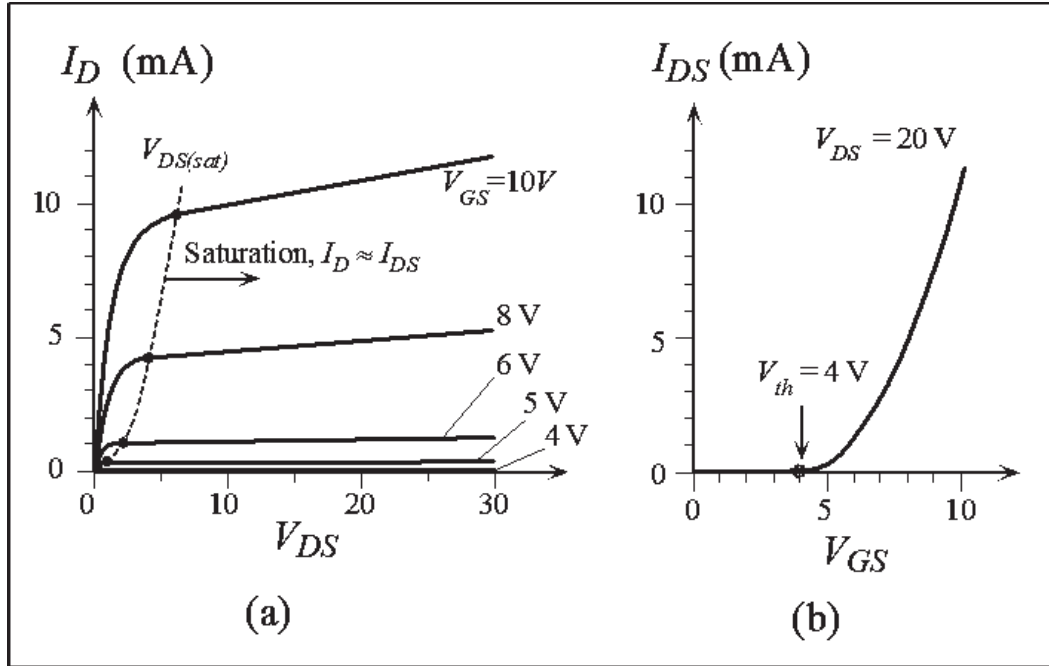 I_D (mA)
V_DS(sat)
V_GS=10V
10
Saturation, I_D ≈ I_DS
8 V
5
6 V
5 V
4 V
0
0 10 20 30
V_DS
(a)
I_DS (mA)
V_DS = 20 V
10
5
V_th = 4 V
0
0 5 10
V_GS
(b)